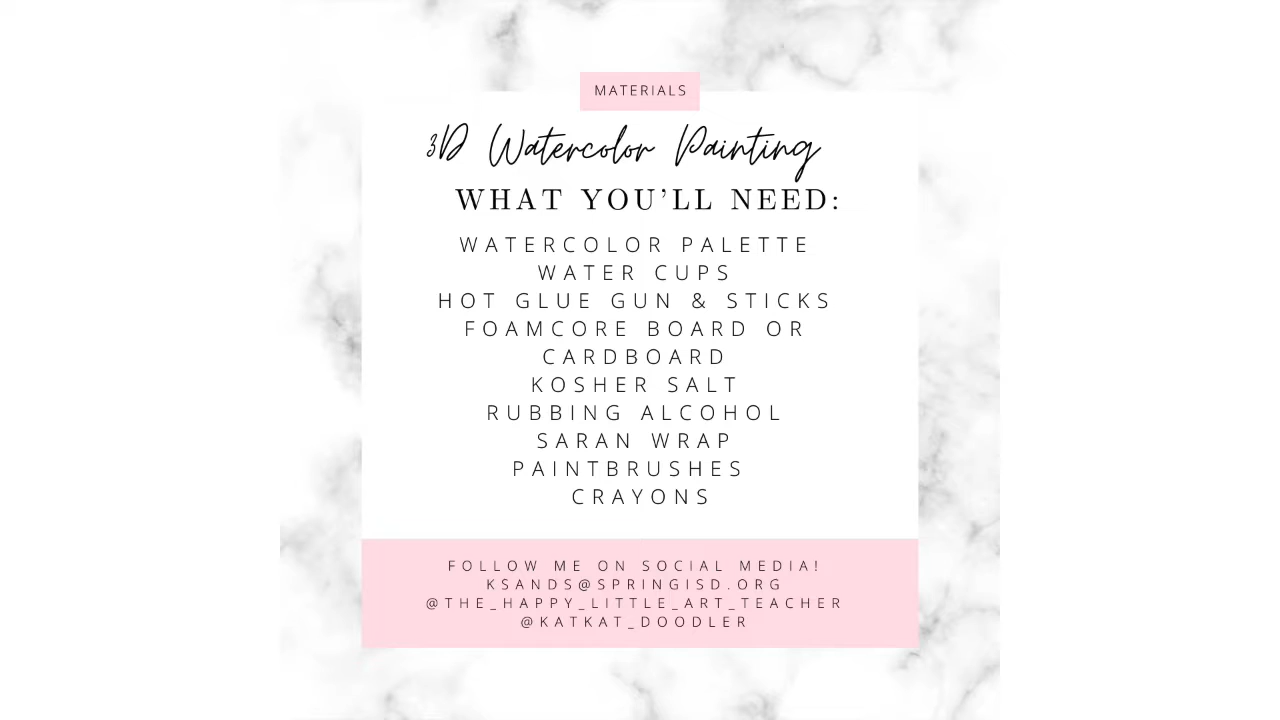 MATERIALS
3D Watercolor Painting
WHAT YOU'LL NEED:
WATERCOLOR PALETTE
WATER CUPS
HOT GLUE GUN & STICKS
FOAMCORE BOARD OR
CARDBOARD
KOSHER SALT
RUBBING ALCOHOL
SARAN WRAP
PAINTBRUSHES
CRAYONS
FOLLOW ME ON SOCIAL MEDIA!
KSANDS@SPRINGISD.ORG
@THE_HAPPY_LITTLE_ART_TEACHER
@KATKAT_DOODLER